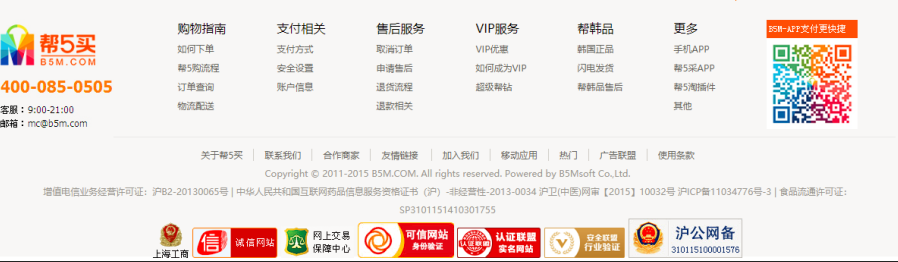 帮5买
B5M.COM
400-085-0505
客服：9:00-21:00
邮箱：mc@b5m.com
购物指南
如何下单
帮5购流程
订单查询
物流配送
支付相关
支付方式
安全设置
账户信息
售后服务
取消订单
申请售后
退货流程
退款相关
VIP服务
VIP优惠
如何成为VIP
超级帮钻
帮韩品
韩国正品
闪电发货
帮韩品售后
更多
手机APP
帮5采APP
帮5淘插件
其他
B5M-APP支付更快捷
关于帮5买 | 联系我们 | 合作商家 | 友情链接 | 加入我们 | 移动应用 | 热门 | 广告联盟 | 使用条款
Copyright © 2011-2015 B5M.COM. All rights reserved. Powered by B5Msoft Co.,Ltd.
增值电信业务经营许可证：沪B2-20130065号 | 中华人民共和国互联网药品信息服务资格证书（沪）-非经营性-2013-0034 沪卫(中医)网审【2015】10032号 沪ICP备11034776号-3 | 食品流通许可证：
SP3101151410301755
上海工商
信 诚信网站
网上交易
保障中心
可信网站
身份验证
认证联盟
实名网站
安全联盟
行业验证
沪公网备
310115100001576